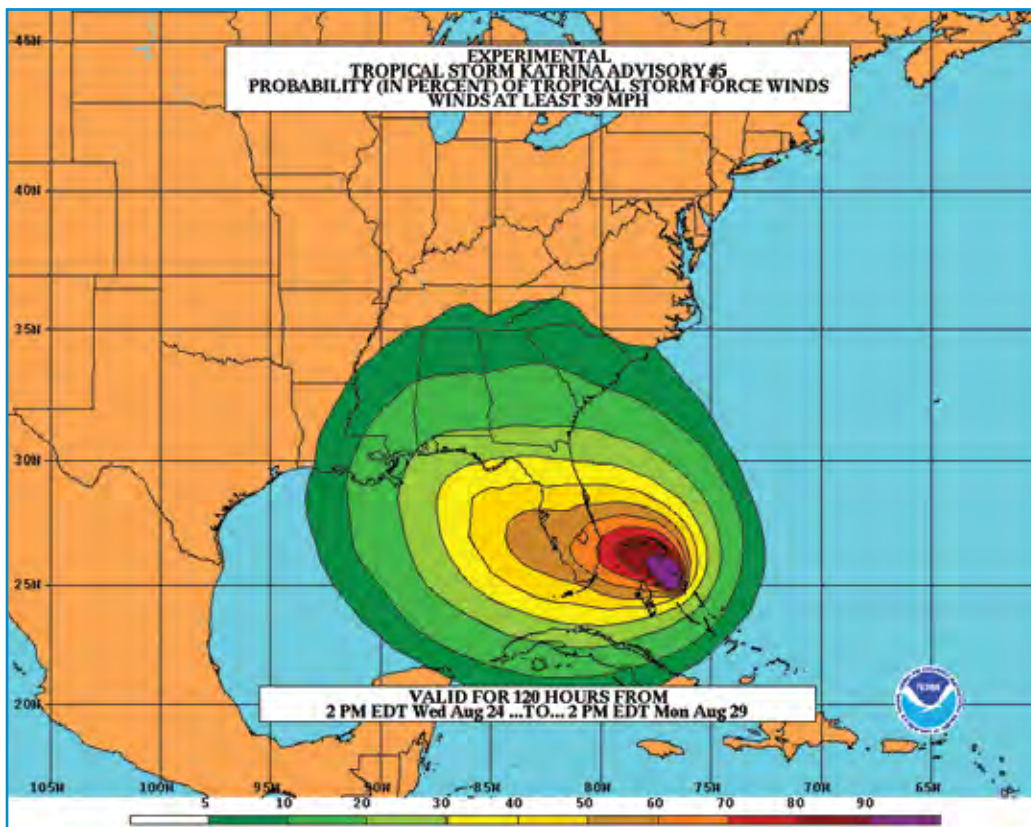 45N
EXPERIMENTAL
TROPICAL STORM KATRINA ADVISORY #5
PROBABILITY (IN PERCENT) OF TROPICAL STORM FORCE WINDS
WINDS AT LEAST 39 MPH
40N
35N
30N
25N
20N
VALID FOR 120 HOURS FROM
2 PM EDT Wed Aug 24 ...TO... 2 PM EDT Mon Aug 29
NOAA
105W 100W 95W 90W 85W 80W 75W 70W 65W
5 10 20 30 40 50 60 70 80 90